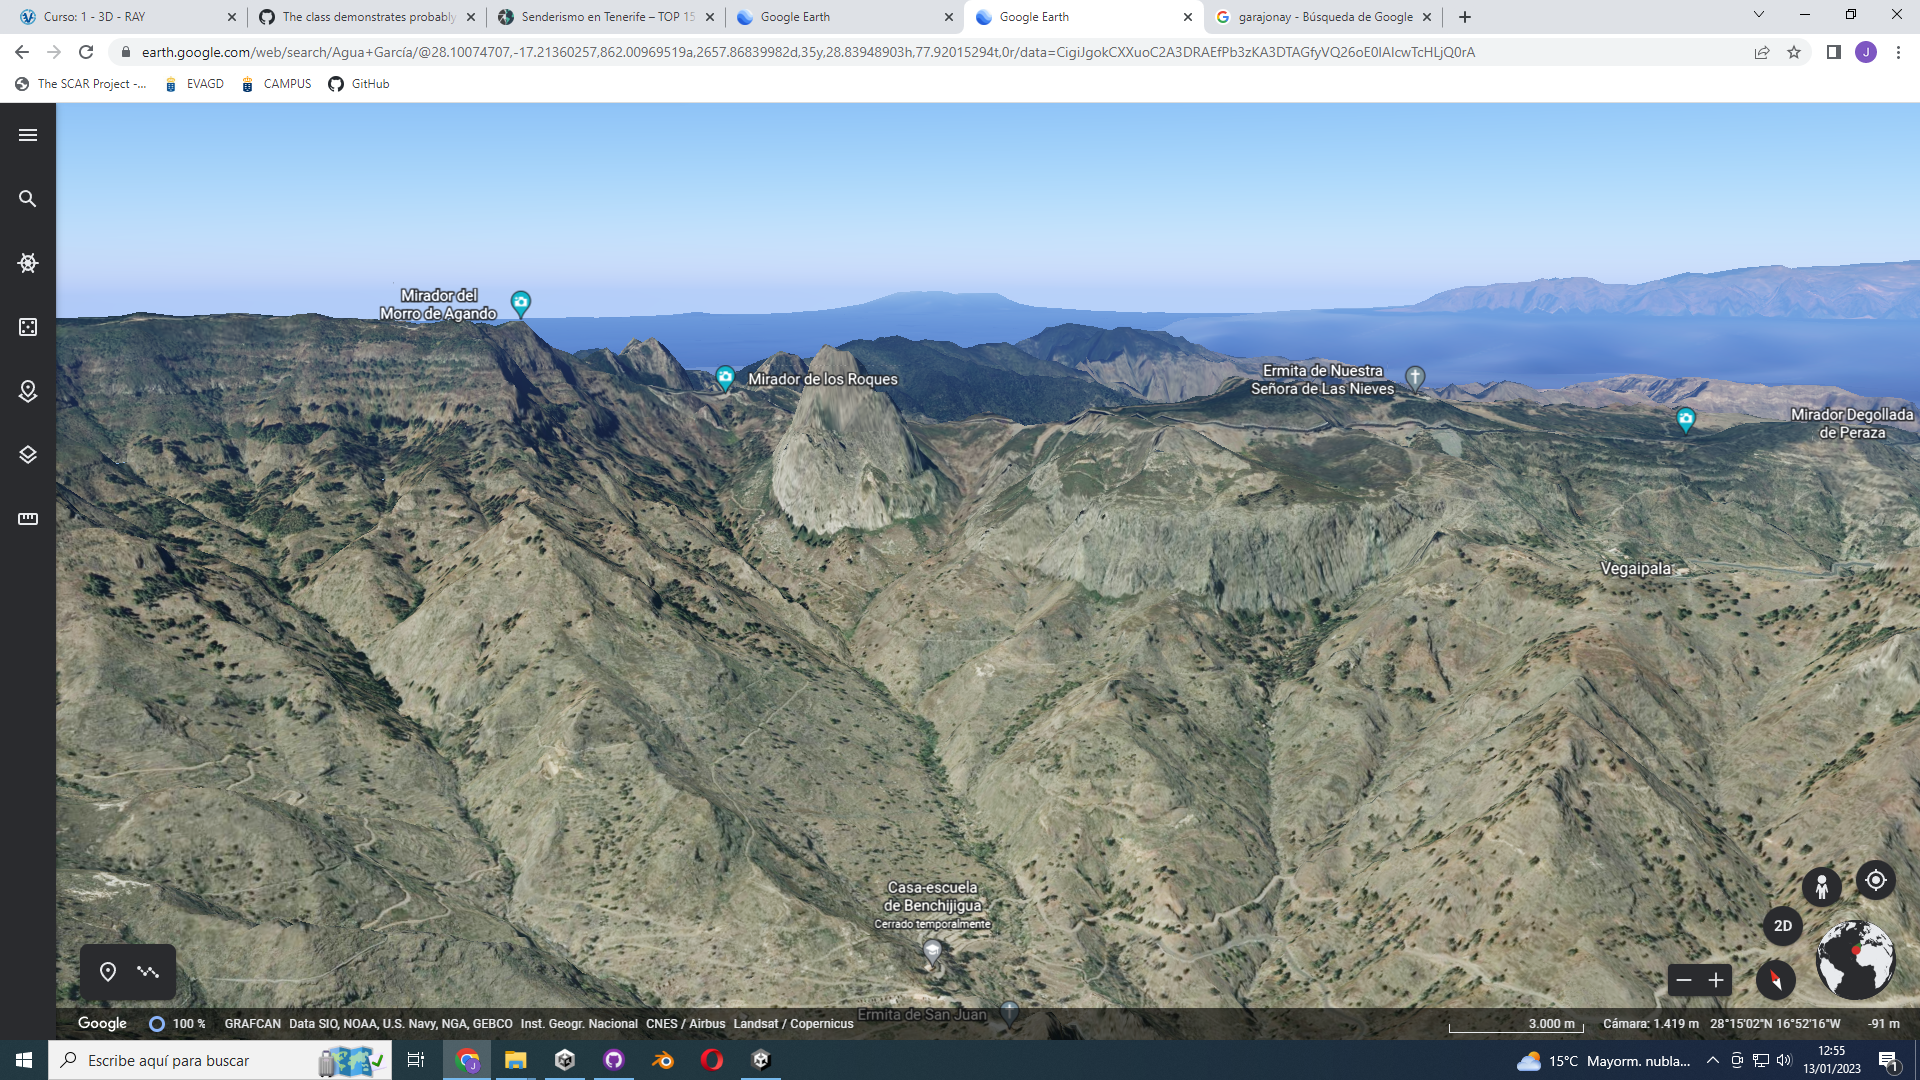 Curso: 1 - 3D - RAY
The class demonstrates probably
Senderismo en Tenerife – TOP 15
Google Earth
Google Earth
garajonay - Búsqueda de Google
earth.google.com/web/search/Agua+García/@28.10074707,-17.21360257,862.00969519a,2657.86839982d,35y,28.83948903h,77.92015294t,0r/data=CigiJgokCXXuoC2A3DRAEfPb3zKA3DTAGfyVQ26oE0lAIcwTcHLjQ0rA
J
The SCAR Project -...
EVAGD
CAMPUS
GitHub
Mirador del
Morro de Agando
Mirador de los Roques
Ermita de Nuestra
Señora de Las Nieves
Mirador Degollada
de Peraza
Vegaipala
Casa-escuela
de Benchijigua
Cerrado temporalmente
Ermita de San Juan
2D
Google
100 %
GRAFCAN Data SIO, NOAA, U.S. Navy, NGA, GEBCO Inst. Geogr. Nacional CNES / Airbus Landsat / Copernicus
3.000 m
Cámara: 1.419 m 28°15'02"N 16°52'16"W
-91 m
Escribe aquí para buscar
15°C Mayorm. nubla...
12:55
13/01/2023
1